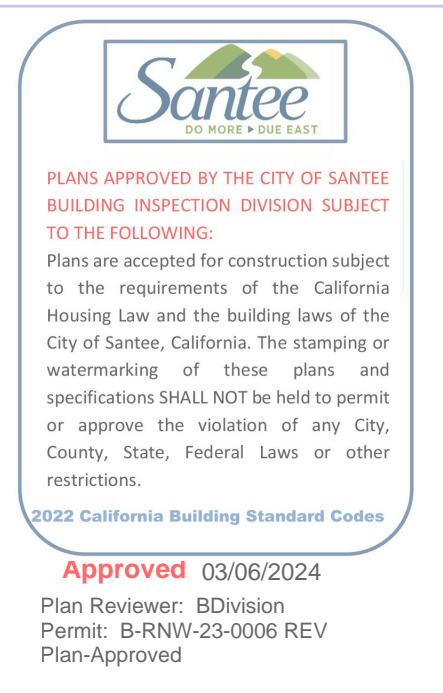 Santee
DO MORE ▶ DUE EAST
PLANS APPROVED BY THE CITY OF SANTEE
BUILDING INSPECTION DIVISION SUBJECT
TO THE FOLLOWING:
Plans are accepted for construction subject
to the requirements of the California
Housing Law and the building laws of the
City of Santee, California. The stamping or
watermarking of these plans and
specifications SHALL NOT be held to permit
or approve the violation of any City,
County, State, Federal Laws or other
restrictions.
2022 California Building Standard Codes
Approved 03/06/2024
Plan Reviewer: BDivision
Permit: B-RNW-23-0006 REV
Plan-Approved